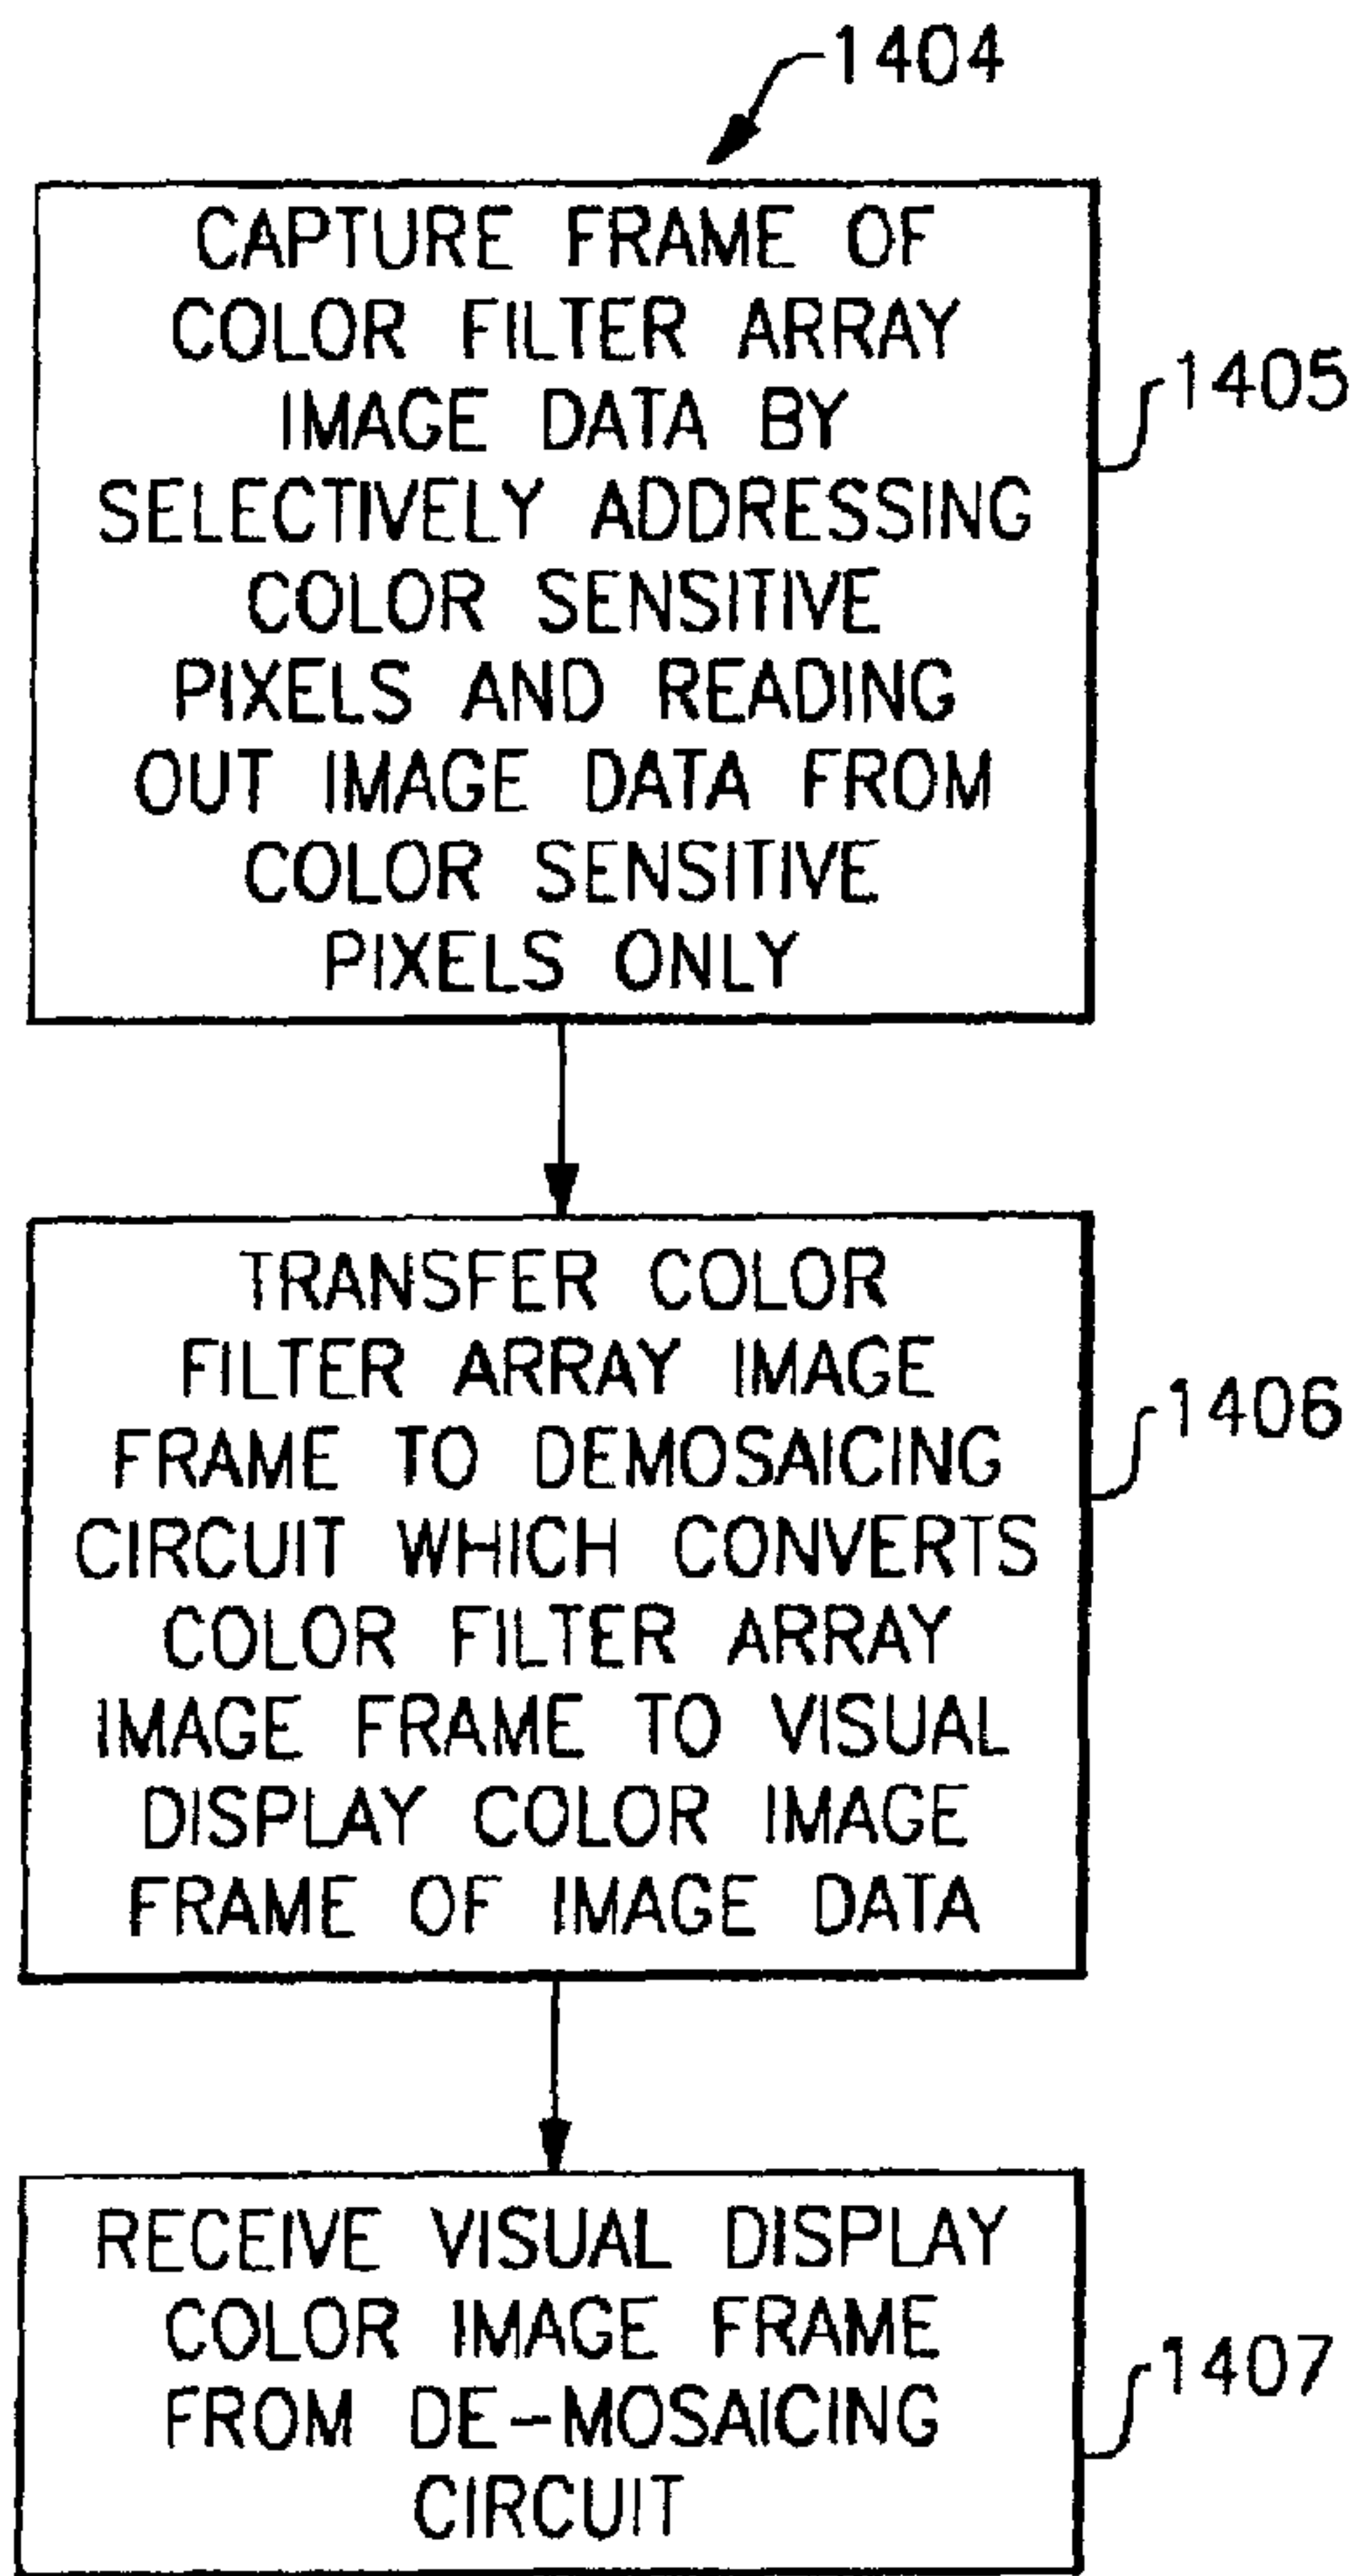 1404
CAPTURE FRAME OF
COLOR FILTER ARRAY
IMAGE DATA BY
SELECTIVELY ADDRESSING
COLOR SENSITIVE
PIXELS AND READING
OUT IMAGE DATA FROM
COLOR SENSITIVE
PIXELS ONLY
1405
TRANSFER COLOR
FILTER ARRAY IMAGE
FRAME TO DEMOSAICING
CIRCUIT WHICH CONVERTS
COLOR FILTER ARRAY
IMAGE FRAME TO VISUAL
DISPLAY COLOR IMAGE
FRAME OF IMAGE DATA
1406
RECEIVE VISUAL DISPLAY
COLOR IMAGE FRAME
FROM DE-MOSAICING
CIRCUIT
1407